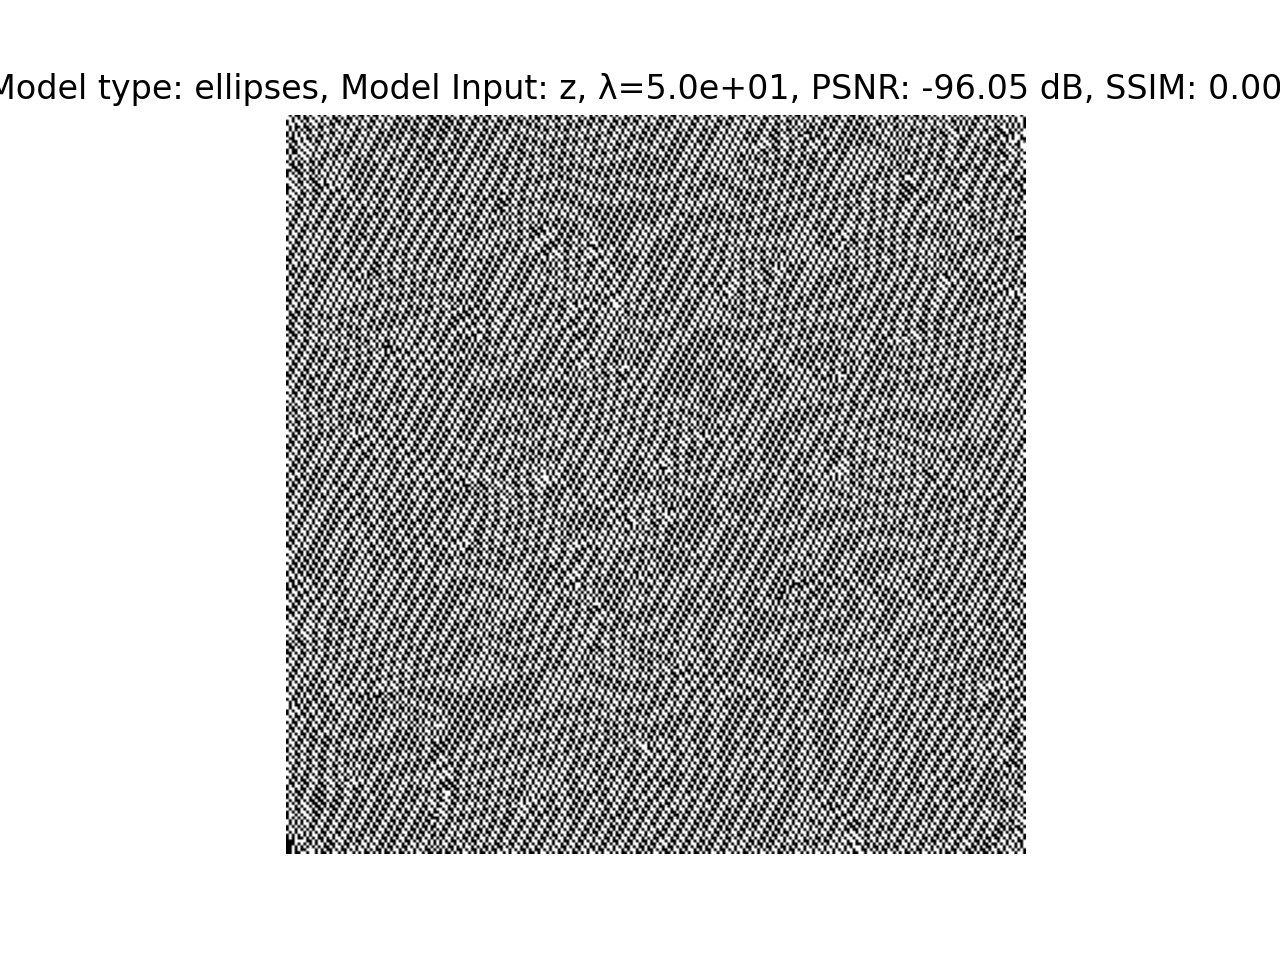 Model type: ellipses, Model Input: z, λ=5.0e+01, PSNR: -96.05 dB, SSIM: 0.00